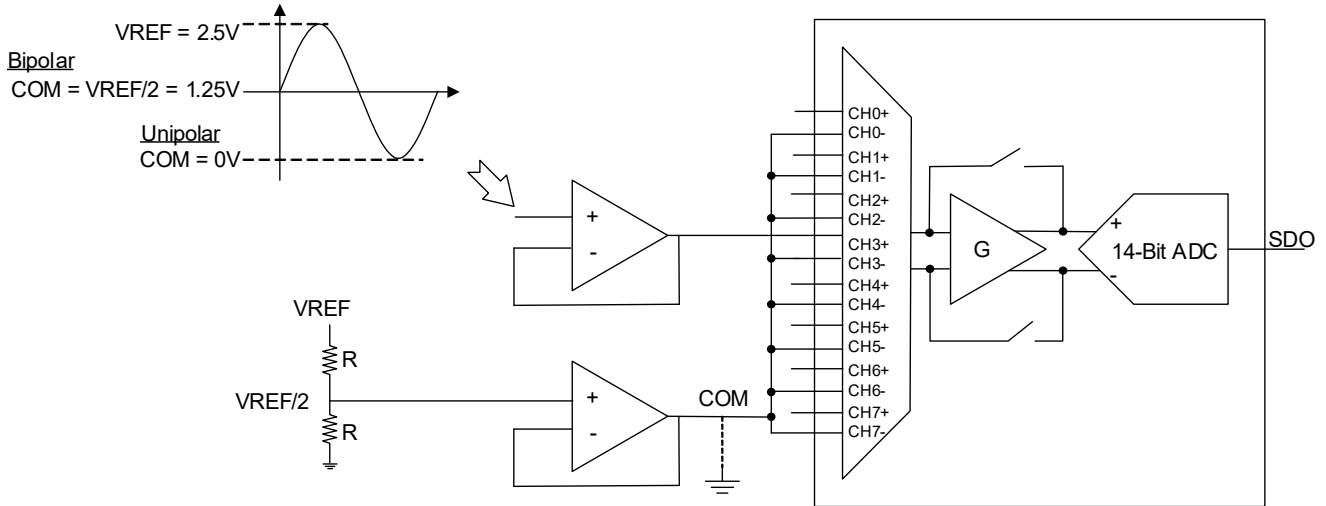 VREF = 2.5V
Bipolar
COM = VREF/2 = 1.25V
Unipolar
COM = 0V
+
-
VREF
R
VREF/2
R
+
-
COM
CH0+
CH0-
CH1+
CH1-
CH2+
CH2-
CH3+
CH3-
CH4+
CH4-
CH5+
CH5-
CH6+
CH6-
CH7+
CH7-
G
+
14-Bit ADC
-
SDO